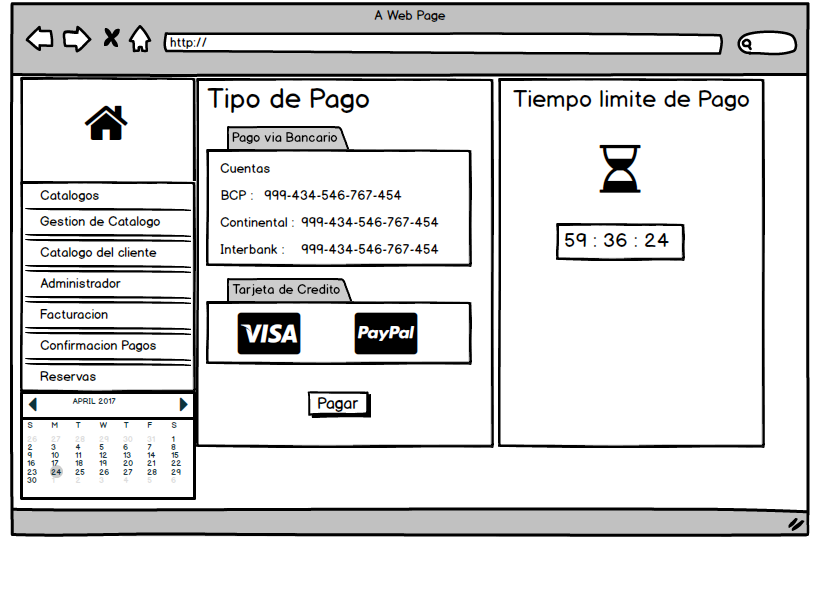 A Web Page
http://
Catalogos
Gestion de Catalogo
Catalogo del cliente
Administrador
Facturacion
Confirmacion Pagos
Reservas
APRIL 2017
S M T W T F S
26 27 28 29 30 31 1
2 3 4 5 6 7 8
9 10 11 12 13 14 15
16 17 18 19 20 21 22
23 24 25 26 27 28 29
30 1 2 3 4 5 6
Tipo de Pago
Pago via Bancario
Cuentas
BCP : 999-434-546-767-454
Continental : 999-434-546-767-454
Interbank : 999-434-546-767-454
Tarjeta de Credito
VISA PayPal
Pagar
Tiempo limite de Pago
59 : 36 : 24